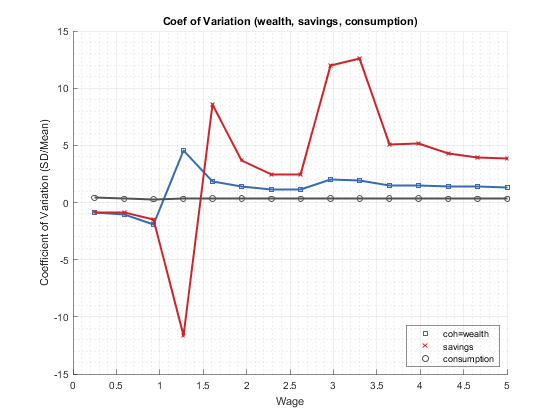 Coef of Variation (wealth, savings, consumption)
Coefficient of Variation (SD/Mean)
15
10
5
0
-5
-10
-15
0 0.5 1 1.5 2 2.5 3 3.5 4 4.5 5
Wage
coh=wealth
savings
consumption